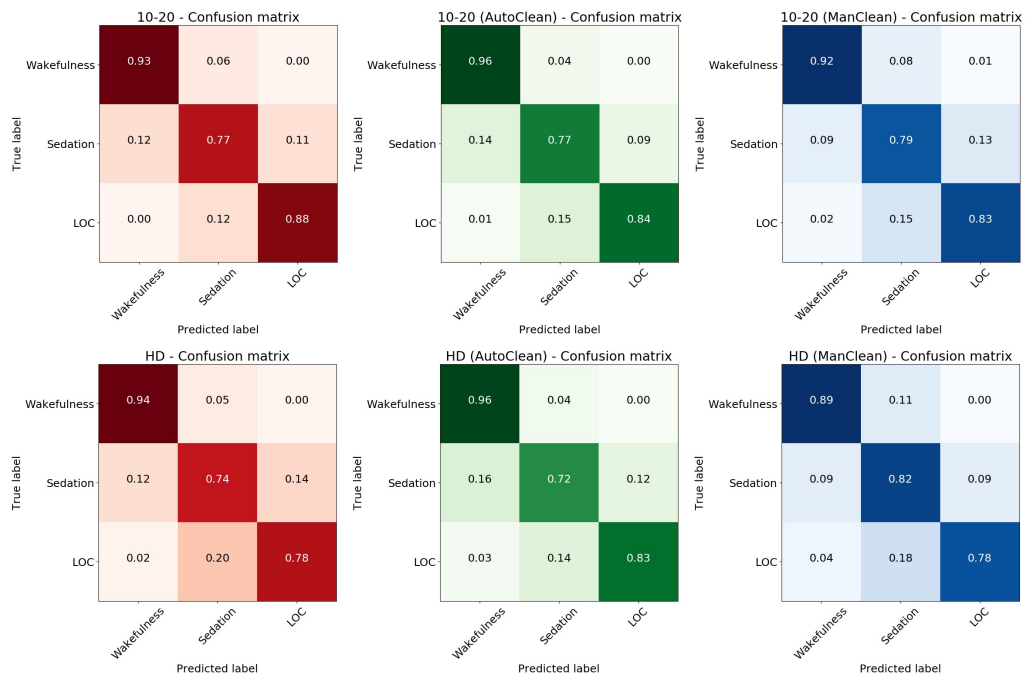 10-20 - Confusion matrix
True label
Wakefulness 0.93 0.06 0.00
Sedation 0.12 0.77 0.11
LOC 0.00 0.12 0.88
Wakefulness Sedation LOC
Predicted label
10-20 (AutoClean) - Confusion matrix
True label
Wakefulness 0.96 0.04 0.00
Sedation 0.14 0.77 0.09
LOC 0.01 0.15 0.84
Wakefulness Sedation LOC
Predicted label
10-20 (ManClean) - Confusion matrix
True label
Wakefulness 0.92 0.08 0.01
Sedation 0.09 0.79 0.13
LOC 0.02 0.15 0.83
Wakefulness Sedation LOC
Predicted label
HD - Confusion matrix
True label
Wakefulness 0.94 0.05 0.00
Sedation 0.12 0.74 0.14
LOC 0.02 0.20 0.78
Wakefulness Sedation LOC
Predicted label
HD (AutoClean) - Confusion matrix
True label
Wakefulness 0.96 0.04 0.00
Sedation 0.16 0.72 0.12
LOC 0.03 0.14 0.83
Wakefulness Sedation LOC
Predicted label
HD (ManClean) - Confusion matrix
True label
Wakefulness 0.89 0.11 0.00
Sedation 0.09 0.82 0.09
LOC 0.04 0.18 0.78
Wakefulness Sedation LOC
Predicted label